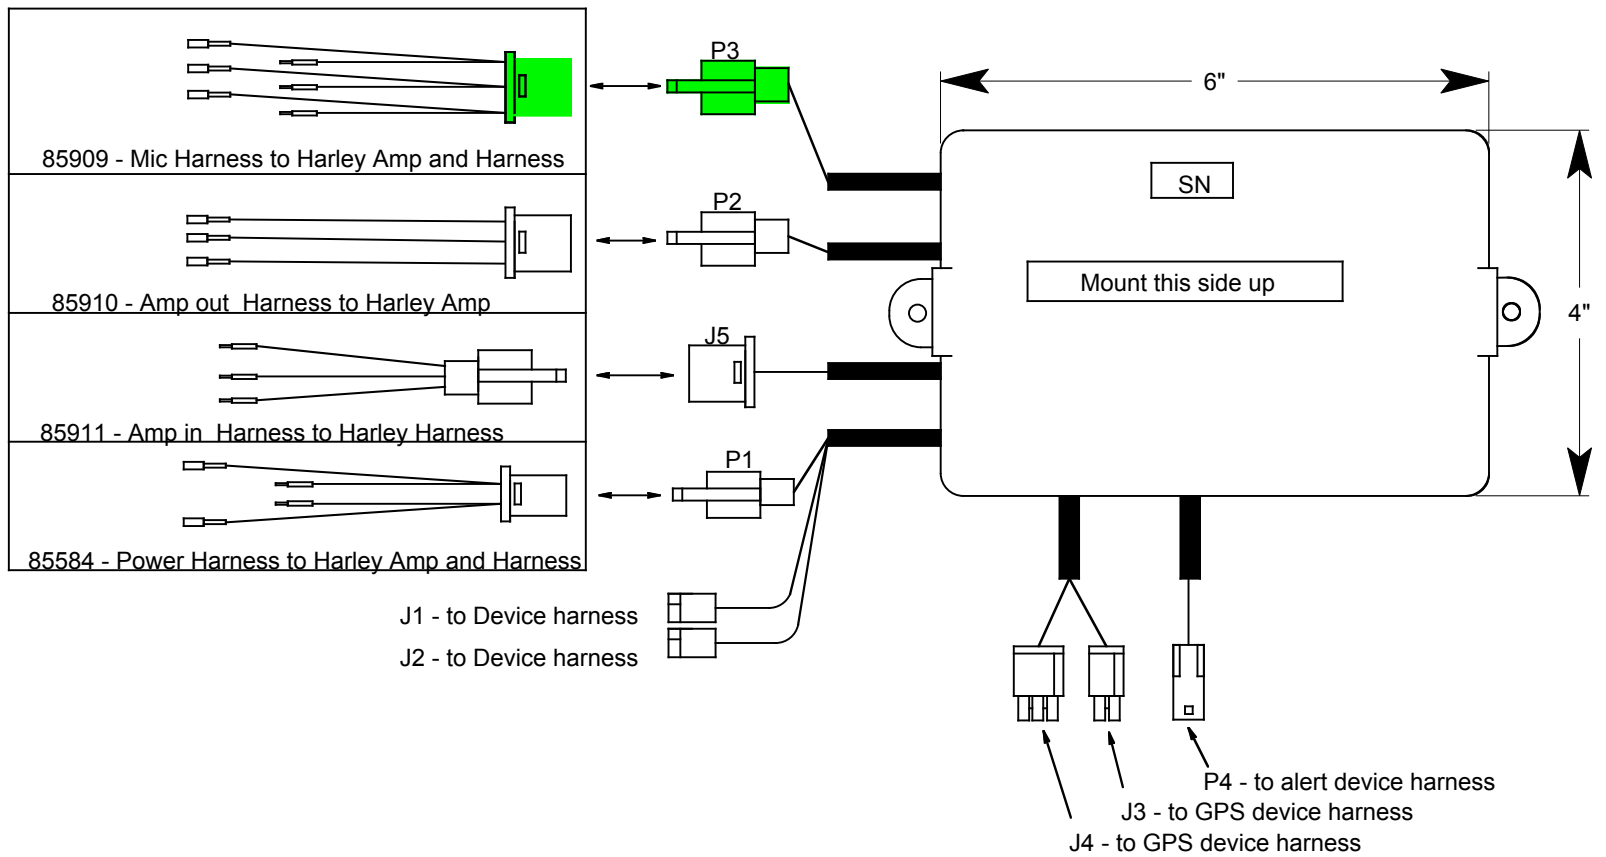 P3
6"
85909 - Mic Harness to Harley Amp and Harness
SN
P2
Mount this side up
85910 - Amp out  Harness to Harley Amp
4"
J5
85911 - Amp in  Harness to Harley Harness
P1
85584 - Power Harness to Harley Amp and Harness
J1 - to Device harness
J2 - to Device harness
P4 - to alert device harness
J3 - to GPS device harness
J4 - to GPS device harness